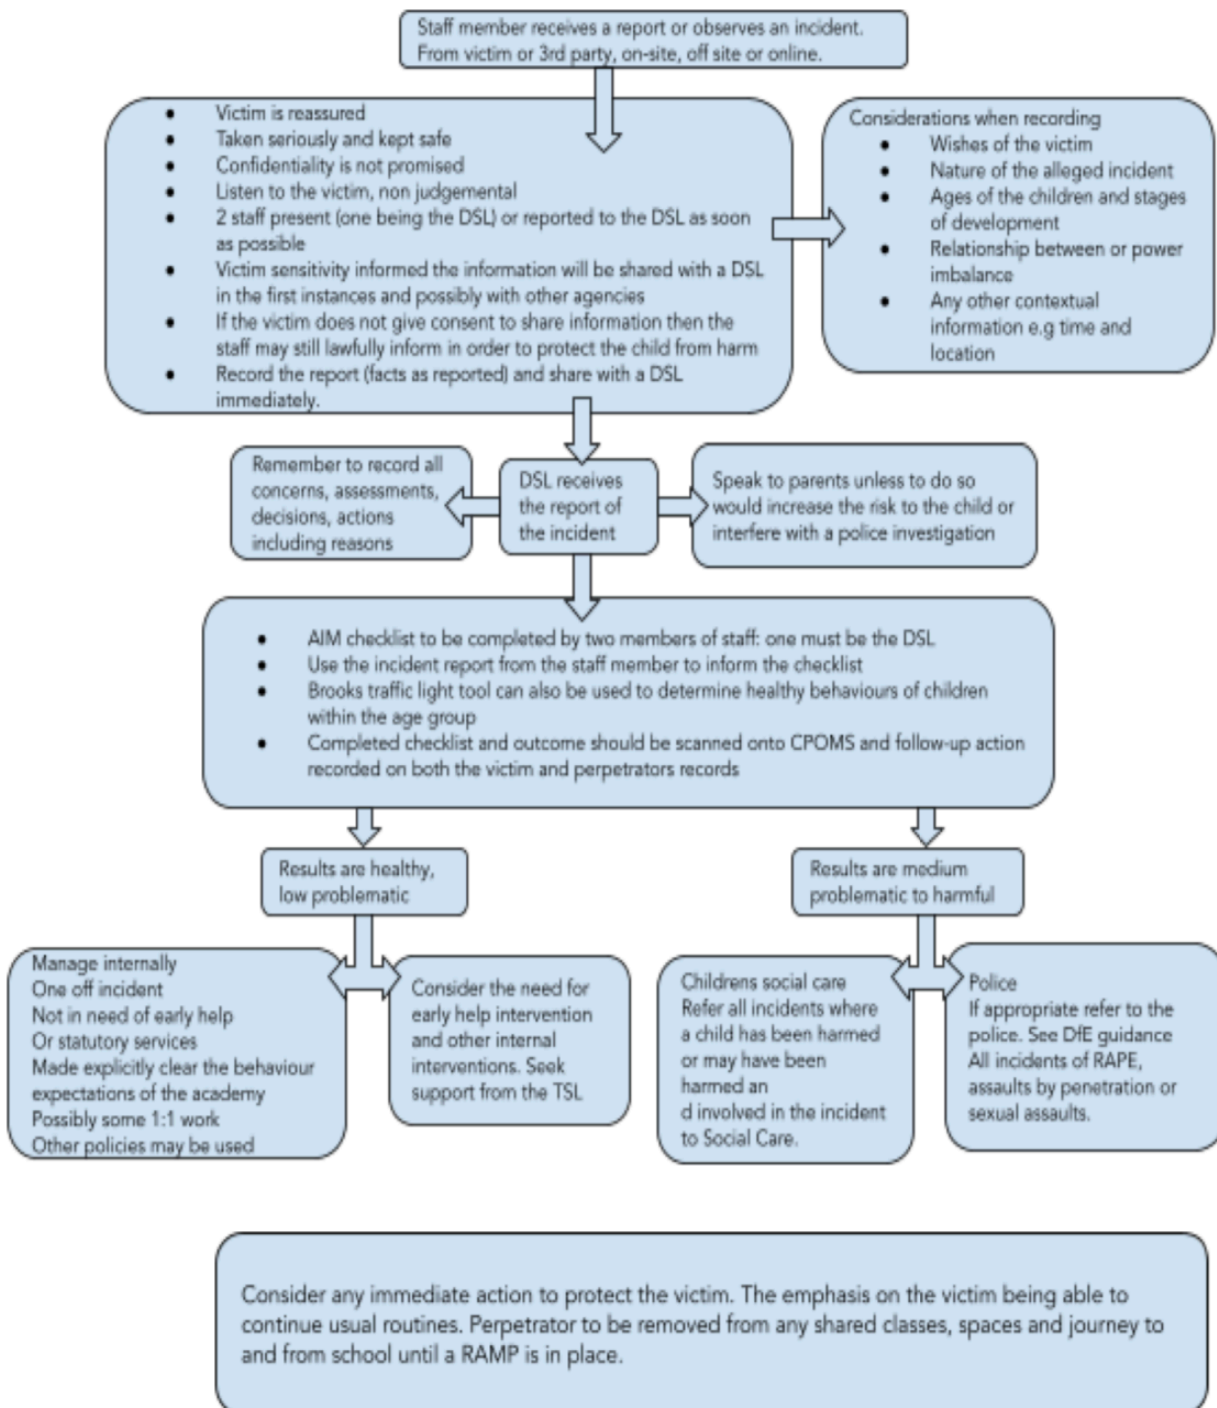 Staff member receives a report or observes an incident.
From victim or 3rd party, on-site, off site or online.
● Victim is reassured
● Taken seriously and kept safe
● Confidentiality is not promised
● Listen to the victim, non judgemental
● 2 staff present (one being the DSL) or reported to the DSL as soon
as possible
● Victim sensitivity informed the information will be shared with a DSL
in the first instances and possibly with other agencies
● If the victim does not give consent to share information then the
staff may still lawfully inform in order to protect the child from harm
● Record the report (facts as reported) and share with a DSL
immediately.
Considerations when recording
● Wishes of the victim
● Nature of the alleged incident
● Ages of the children and stages
of development
● Relationship between or power
imbalance
● Any other contextual
information e.g time and
location
Remember to record all
concerns, assessments,
decisions, actions
including reasons
DSL receives
the report of
the incident
Speak to parents unless to do so
would increase the risk to the child or
interfere with a police investigation
● AIM checklist to be completed by two members of staff: one must be the DSL
● Use the incident report from the staff member to inform the checklist
● Brooks traffic light tool can also be used to determine healthy behaviours of children
within the age group
● Completed checklist and outcome should be scanned onto CPOMS and follow-up action
recorded on both the victim and perpetrators records
Results are healthy,
low problematic
Results are medium
problematic to harmful
Manage internally
One off incident
Not in need of early help
Or statutory services
Made explicitly clear the behaviour
expectations of the academy
Possibly some 1:1 work
Other policies may be used
Consider the need for
early help intervention
and other internal
interventions. Seek
support from the TSL
Childrens social care
Refer all incidents where
a child has been harmed
or may have been
harmed an
d involved in the incident
to Social Care.
Police
If appropriate refer to the
police. See DfE guidance
All incidents of RAPE,
assaults by penetration or
sexual assaults.
Consider any immediate action to protect the victim. The emphasis on the victim being able to
continue usual routines. Perpetrator to be removed from any shared classes, spaces and journey to
and from school until a RAMP is in place.